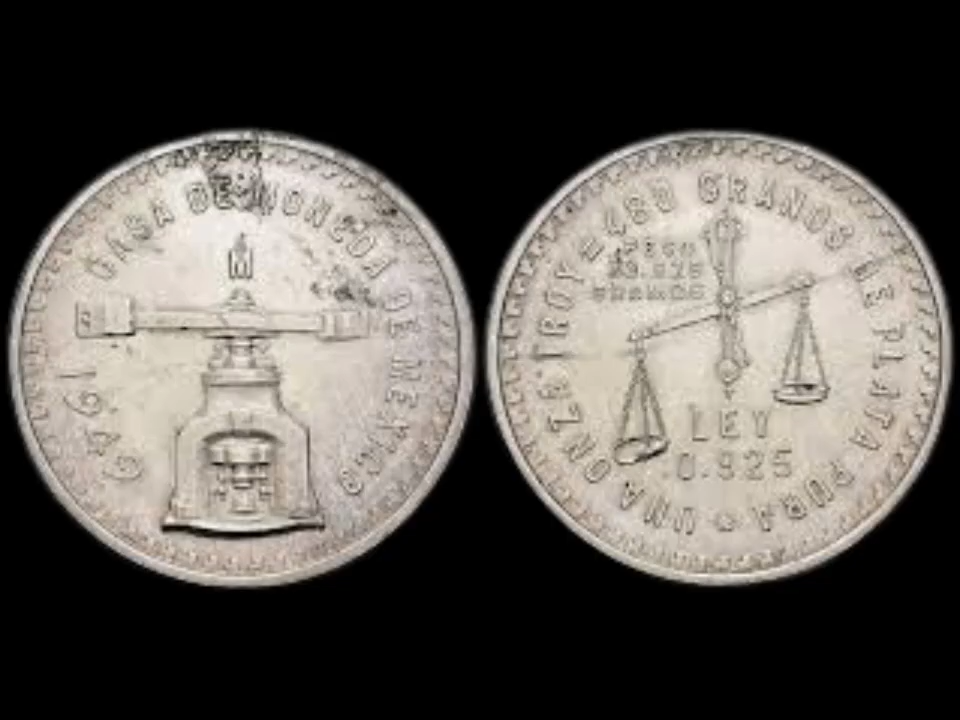 1949 CASA DE MONEDA DE MEXICO
M
UNA ONZA TROY=480 GRANOS DE PLATA PURA
PESO
33.625
GRAMOS
LEY
0.925